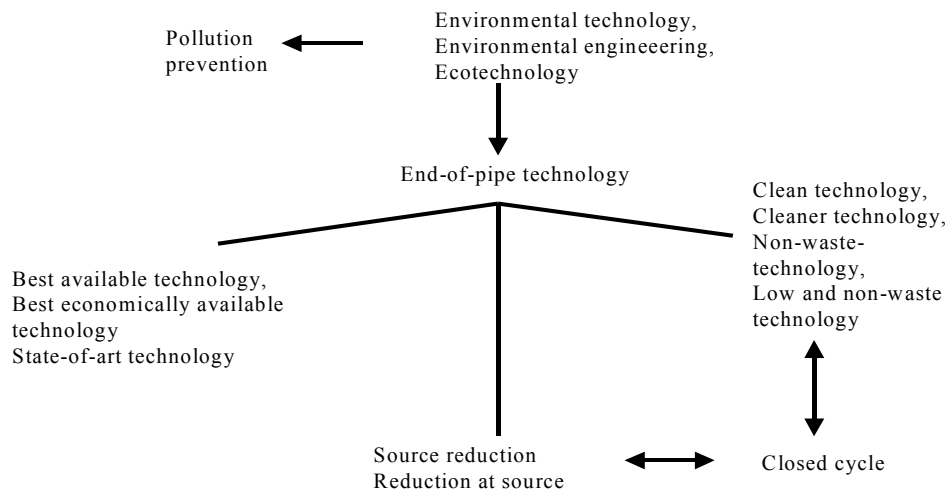 Pollution
prevention
Environmental technology,
Environmental engineeering,
Ecotechnology
End-of-pipe technology
Clean technology,
Cleaner technology,
Non-waste-
technology,
Low and non-waste
technology
Best available technology,
Best economically available
technology
State-of-art technology
Source reduction
Reduction at source
Closed cycle